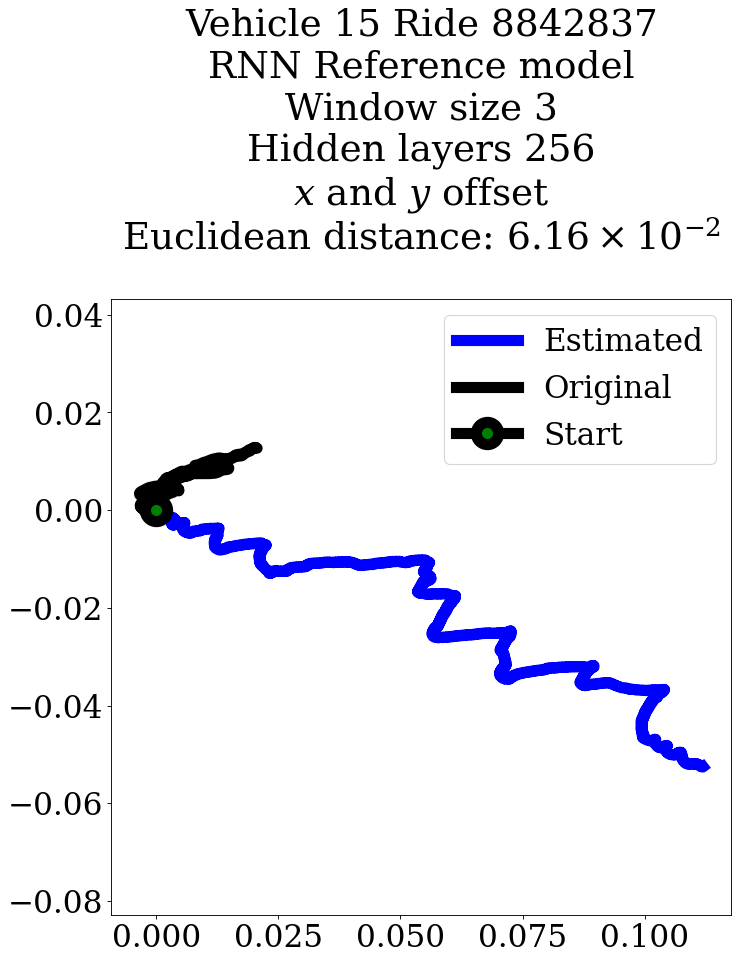 Vehicle 15 Ride 8842837
RNN Reference model
Window size 3
Hidden layers 256
x and y offset
Euclidean distance: 6.16 × 10⁻²
Estimated
Original
Start
0.04
0.02
0.00
−0.02
−0.04
−0.06
−0.08
0.000 0.025 0.050 0.075 0.100